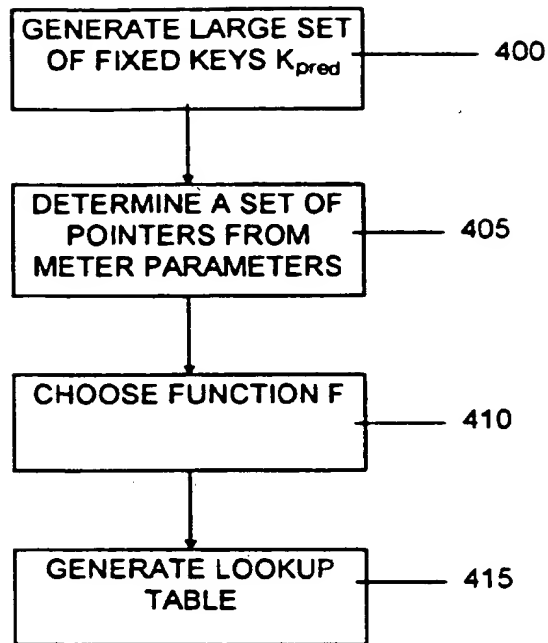 GENERATE LARGE SET
OF FIXED KEYS Kpred
400
DETERMINE A SET OF
POINTERS FROM
METER PARAMETERS
405
CHOOSE FUNCTION F
410
GENERATE LOOKUP
TABLE
415